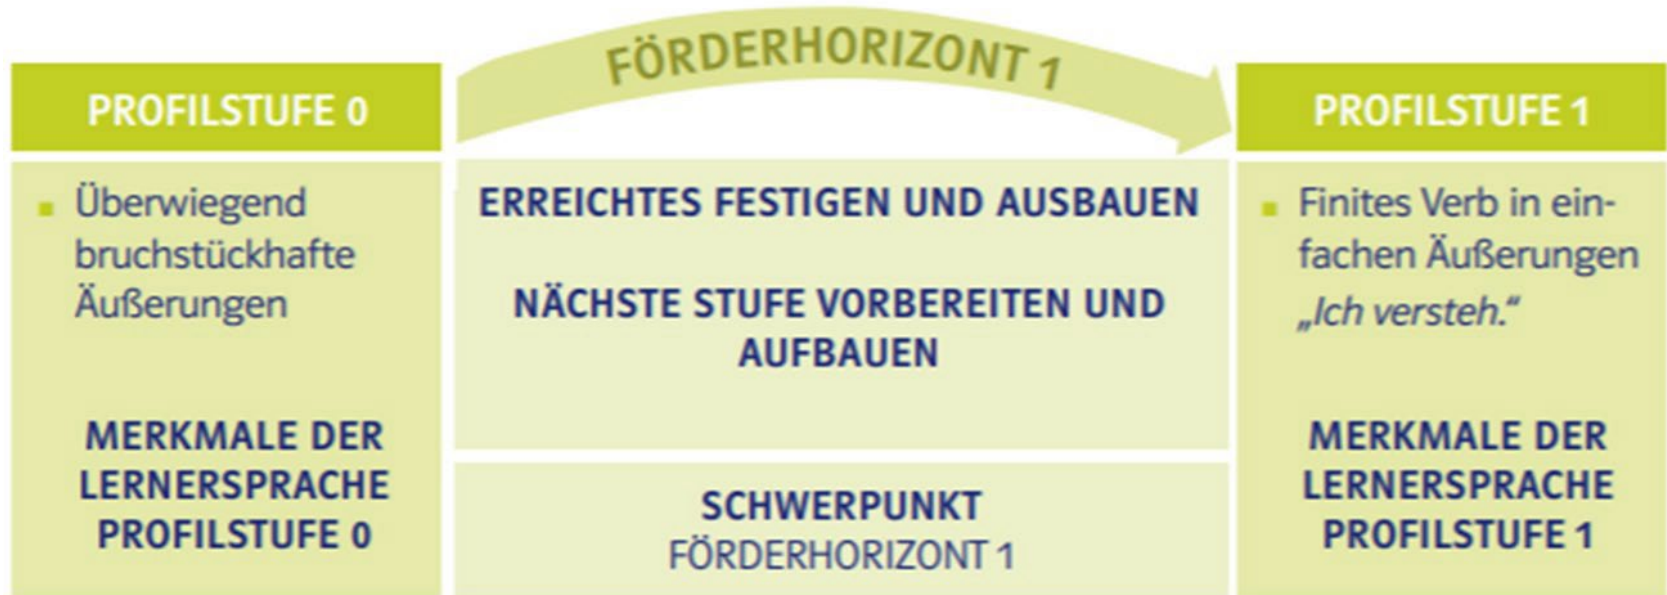 FÖRDERHORIZONT 1
PROFILSTUFE 0
Überwiegend
bruchstückhafte
Äußerungen
MERKMALE DER
LERNERSPRACHE
PROFILSTUFE 0
ERREICHTES FESTIGEN UND AUSBAUEN
NÄCHSTE STUFE VORBEREITEN UND
AUFBAUEN
SCHWERPUNKT
FÖRDERHORIZONT 1
PROFILSTUFE 1
Finites Verb in ein-
fachen Äußerungen
„Ich versteh.“
MERKMALE DER
LERNERSPRACHE
PROFILSTUFE 1